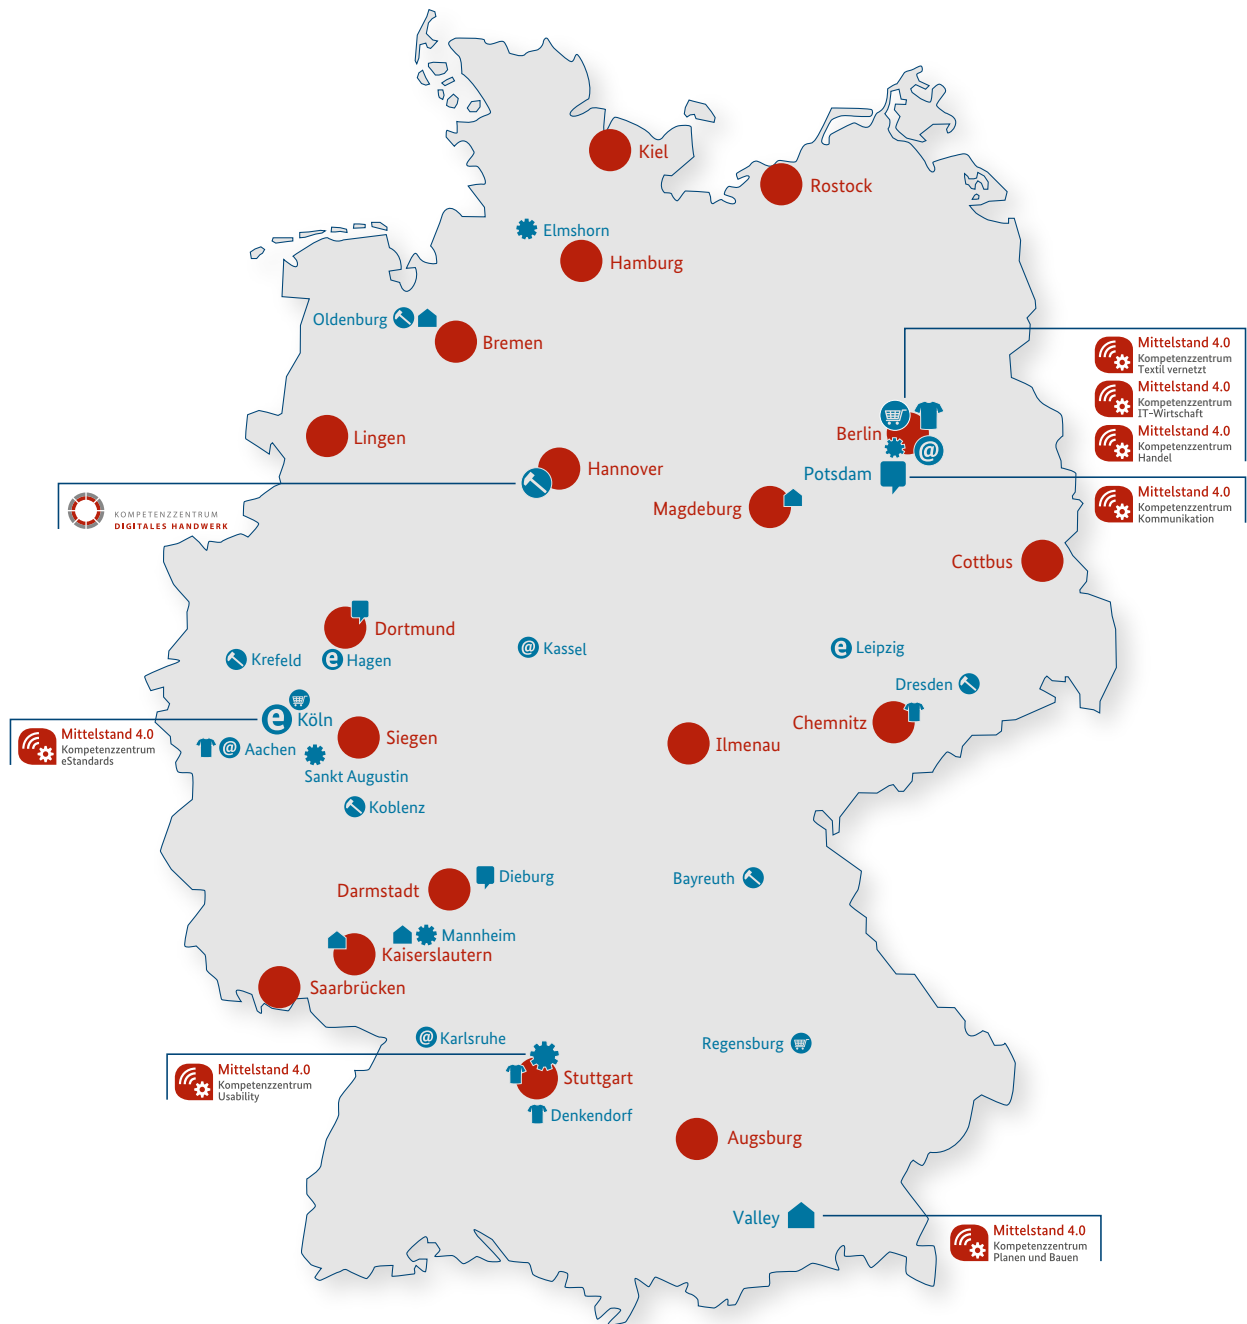 Kiel
Rostock
Elmshorn
Hamburg
Oldenburg
Bremen
Mittelstand 4.0
Kompetenzzentrum
Textil vernetzt
Mittelstand 4.0
Kompetenzzentrum
IT-Wirtschaft
Mittelstand 4.0
Kompetenzzentrum
Handel
Lingen
Berlin
@
Hannover
Potsdam
Mittelstand 4.0
Kompetenzzentrum
Kommunikation
KOMPETENZZENTRUM
DIGITALES HANDWERK
Magdeburg
Cottbus
Dortmund
Krefeld
e Hagen
@ Kassel
e Leipzig
Dresden
e Köln
Mittelstand 4.0
Kompetenzzentrum
eStandards
Siegen
Ilmenau
Chemnitz
@ Aachen
Sankt Augustin
Koblenz
Darmstadt
Dieburg
Bayreuth
Mannheim
Kaiserslautern
Saarbrücken
@ Karlsruhe
Regensburg
Mittelstand 4.0
Kompetenzzentrum
Usability
Stuttgart
Denkendorf
Augsburg
Valley
Mittelstand 4.0
Kompetenzzentrum
Planen und Bauen